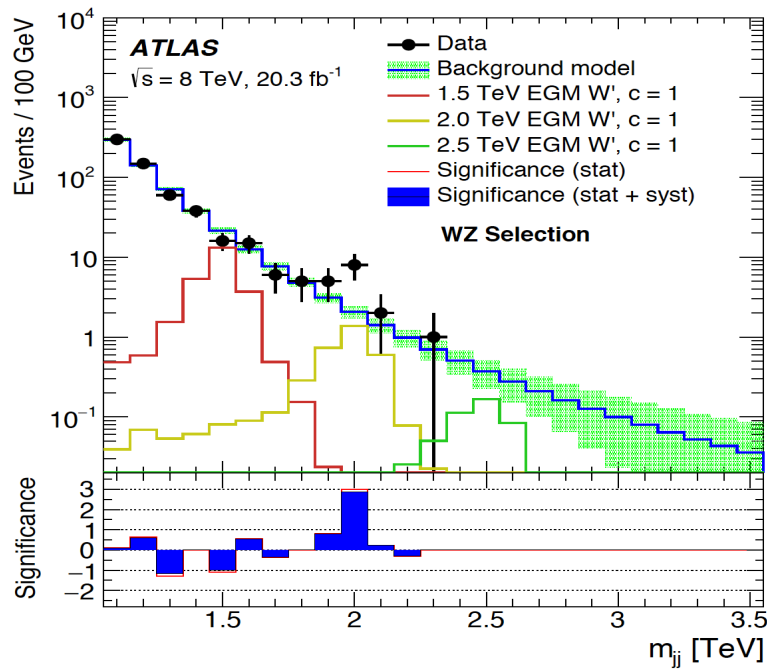 10⁴
10³
10²
10
1
10⁻¹
Events / 100 GeV
ATLAS
√s = 8 TeV, 20.3 fb⁻¹
Data
Background model
1.5 TeV EGM W', c = 1
2.0 TeV EGM W', c = 1
2.5 TeV EGM W', c = 1
Significance (stat)
Significance (stat + syst)
WZ Selection
Significance
3
2
1
0
−1
−2
1.5 2 2.5 3 3.5
m_jj [TeV]